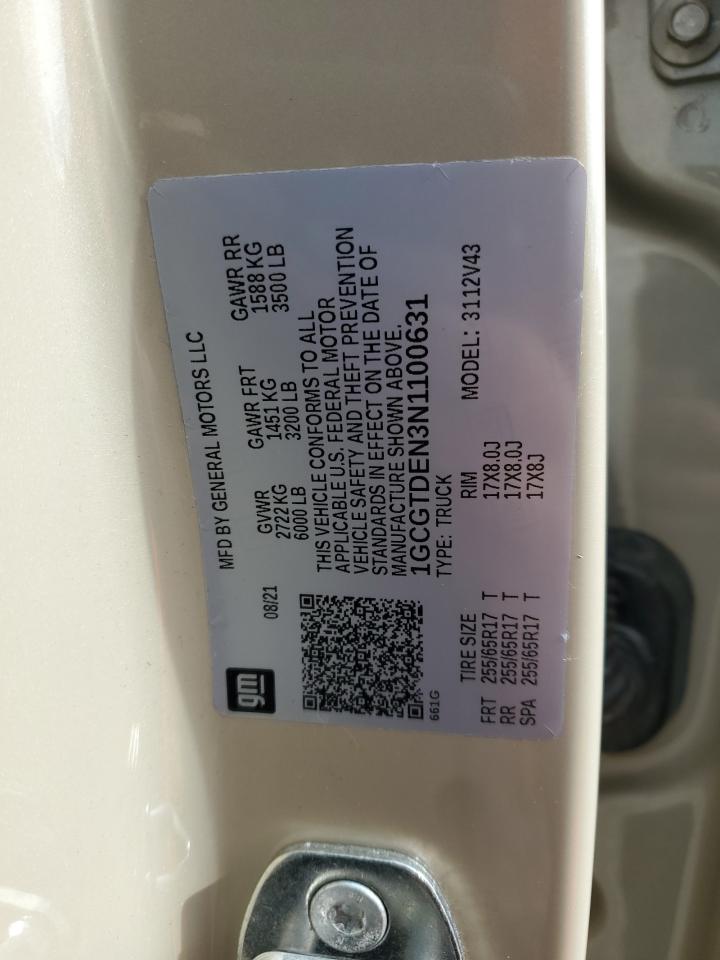 gm
08/21
MFD BY GENERAL MOTORS LLC
GVWR GAWR FRT GAWR RR
2722 KG 1451 KG 1588 KG
6000 LB 3200 LB 3500 LB
THIS VEHICLE CONFORMS TO ALL
APPLICABLE U.S. FEDERAL MOTOR
VEHICLE SAFETY AND THEFT PREVENTION
STANDARDS IN EFFECT ON THE DATE OF
MANUFACTURE SHOWN ABOVE.
1GCGTDEN3N1100631
661G
TYPE: TRUCK MODEL: 3112V43
TIRE SIZE RIM
FRT 255/65R17 T 17X8.0J
RR 255/65R17 T 17X8.0J
SPA 255/65R17 T 17X8J